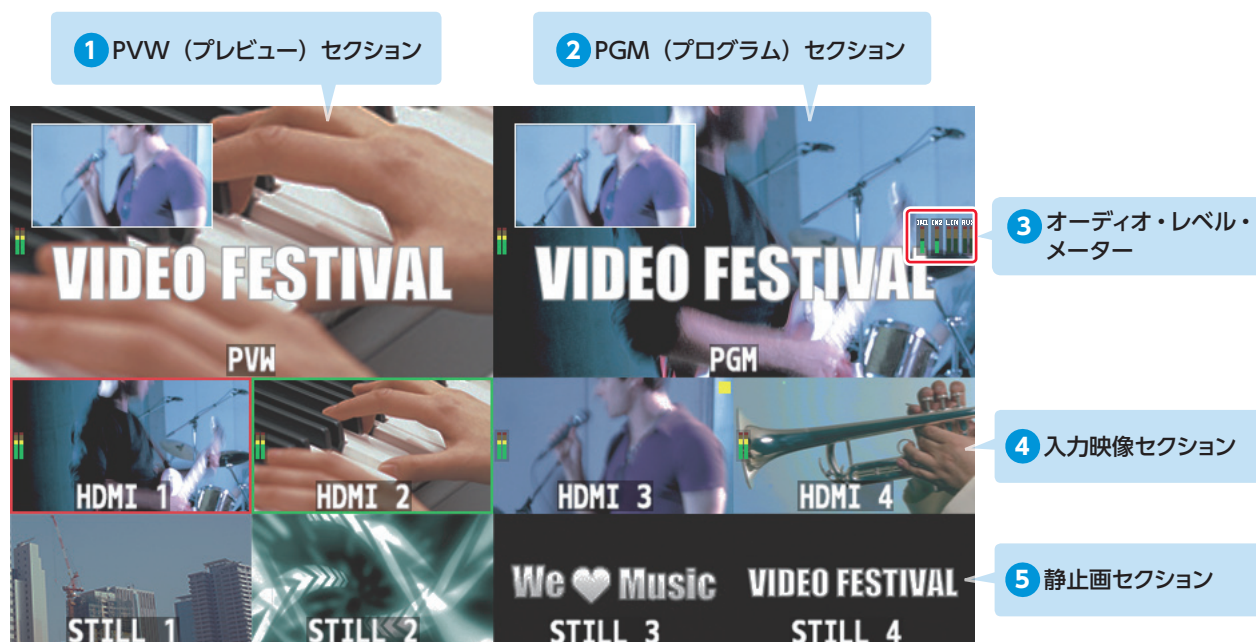 1 PVW（プレビュー）セクション
2 PGM（プログラム）セクション
VIDEO FESTIVAL
PVW
VIDEO FESTIVAL
PGM
IN1 IN2 LIN AUX
3 オーディオ・レベル・
メーター
HDMI 1
HDMI 2
HDMI 3
HDMI 4
4 入力映像セクション
STILL 1
STILL 2
We Music
STILL 3
VIDEO FESTIVAL
STILL 4
5 静止画セクション